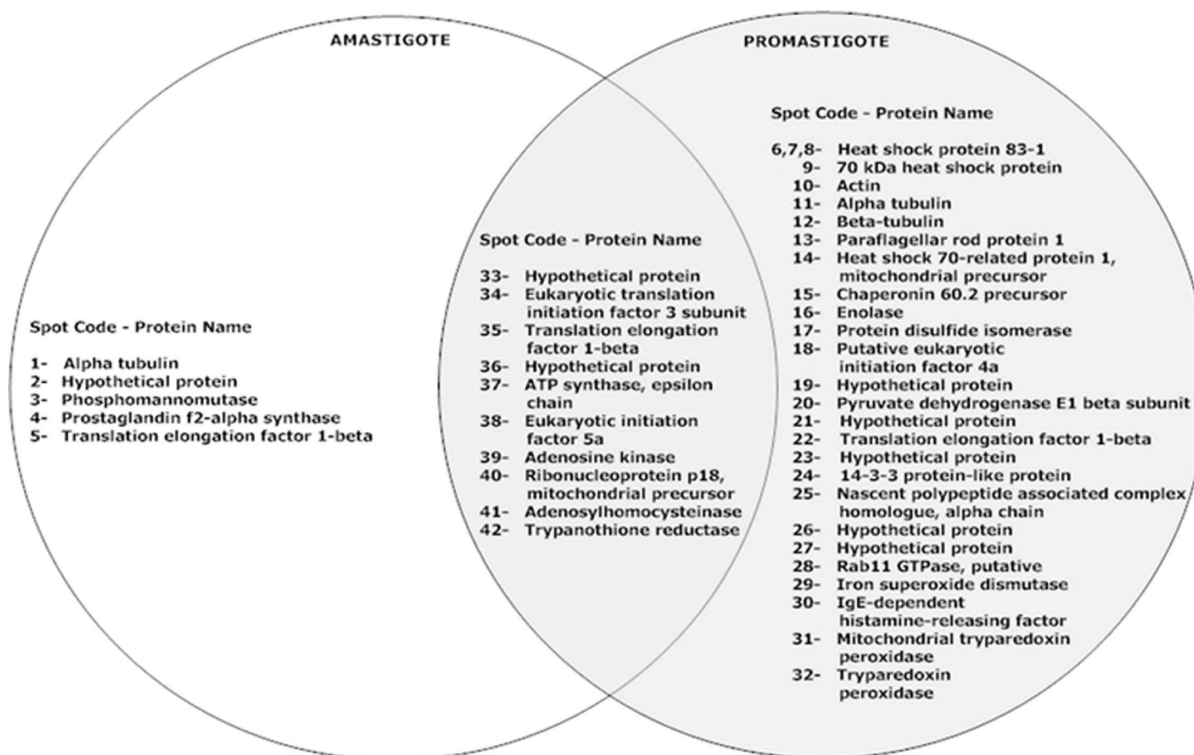 AMASTIGOTE
Spot Code - Protein Name
1- Alpha tubulin
2- Hypothetical protein
3- Phosphomannomutase
4- Prostaglandin f2-alpha synthase
5- Translation elongation factor 1-beta
Spot Code - Protein Name
33- Hypothetical protein
34- Eukaryotic translation
initiation factor 3 subunit
35- Translation elongation
factor 1-beta
36- Hypothetical protein
37- ATP synthase, epsilon
chain
38- Eukaryotic initiation
factor 5a
39- Adenosine kinase
40- Ribonucleoprotein p18,
mitochondrial precursor
41- Adenosylhomocysteinase
42- Trypanothione reductase
PROMASTIGOTE
Spot Code - Protein Name
6,7,8- Heat shock protein 83-1
9- 70 kDa heat shock protein
10- Actin
11- Alpha tubulin
12- Beta-tubulin
13- Paraflagellar rod protein 1
14- Heat shock 70-related protein 1,
mitochondrial precursor
15- Chaperonin 60.2 precursor
16- Enolase
17- Protein disulfide isomerase
18- Putative eukaryotic
initiation factor 4a
19- Hypothetical protein
20- Pyruvate dehydrogenase E1 beta subunit
21- Hypothetical protein
22- Translation elongation factor 1-beta
23- Hypothetical protein
24- 14-3-3 protein-like protein
25- Nascent polypeptide associated complex
homologue, alpha chain
26- Hypothetical protein
27- Hypothetical protein
28- Rab11 GTPase, putative
29- Iron superoxide dismutase
30- IgE-dependent
histamine-releasing factor
31- Mitochondrial tryparedoxin
peroxidase
32- Tryparedoxin
peroxidase